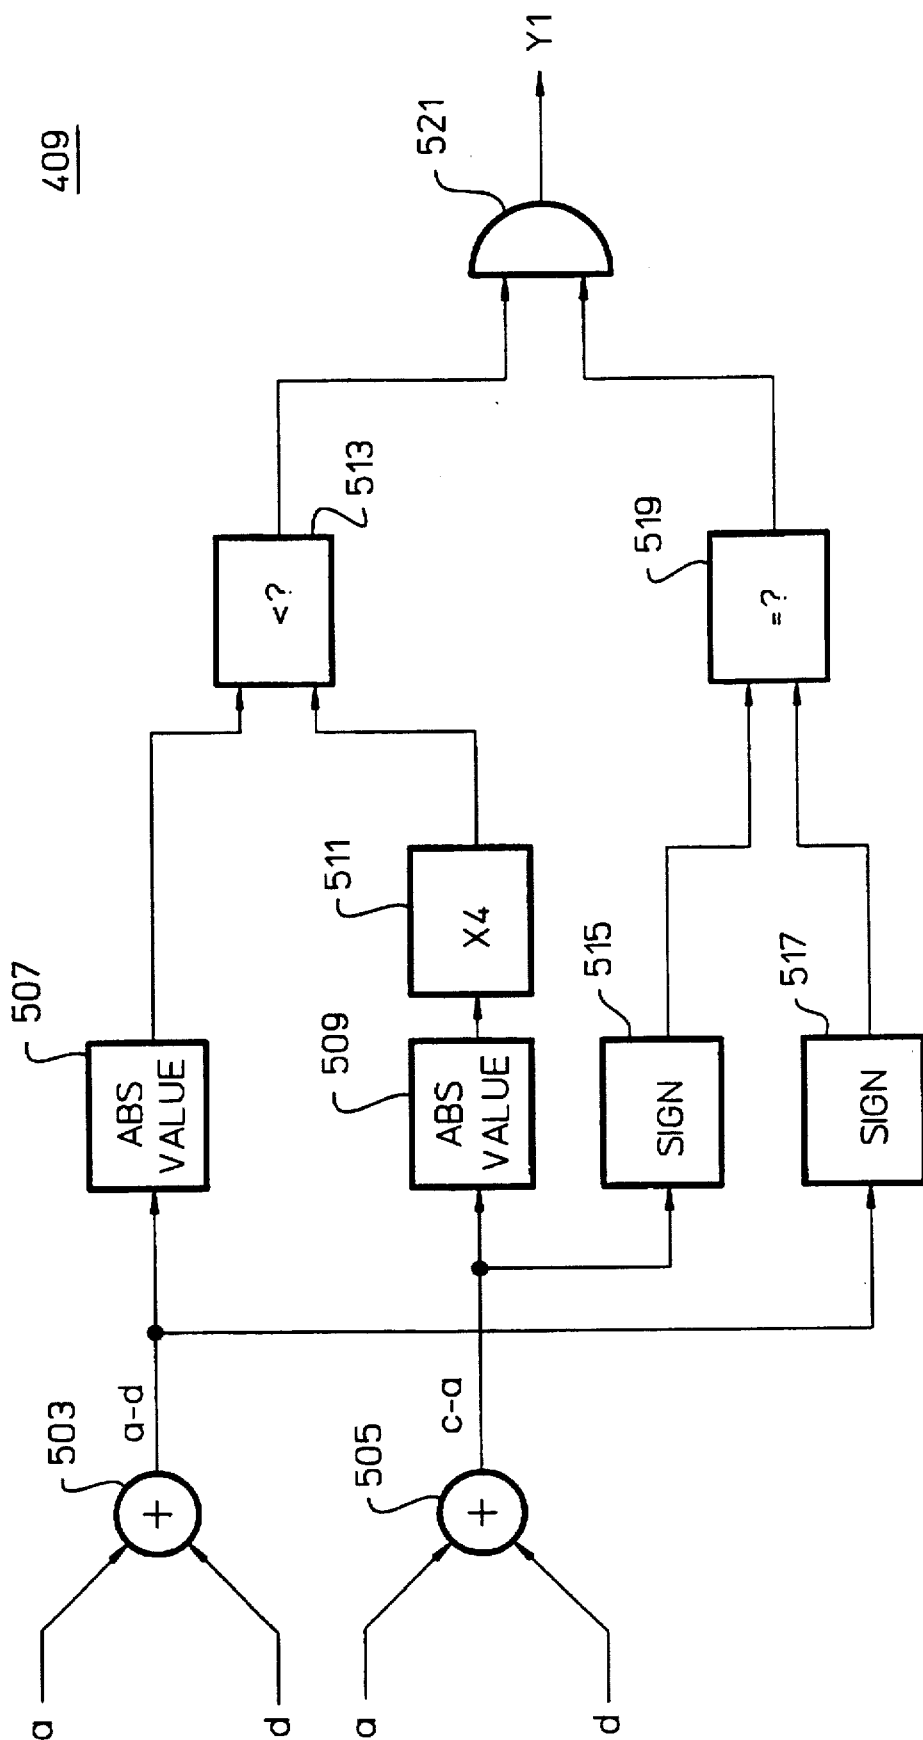 409
a
d
+
503
a-d
507
ABS
VALUE
a
d
+
505
c-a
509
ABS
VALUE
511
X4
513
<?
515
SIGN
517
SIGN
519
=?
521
Y1